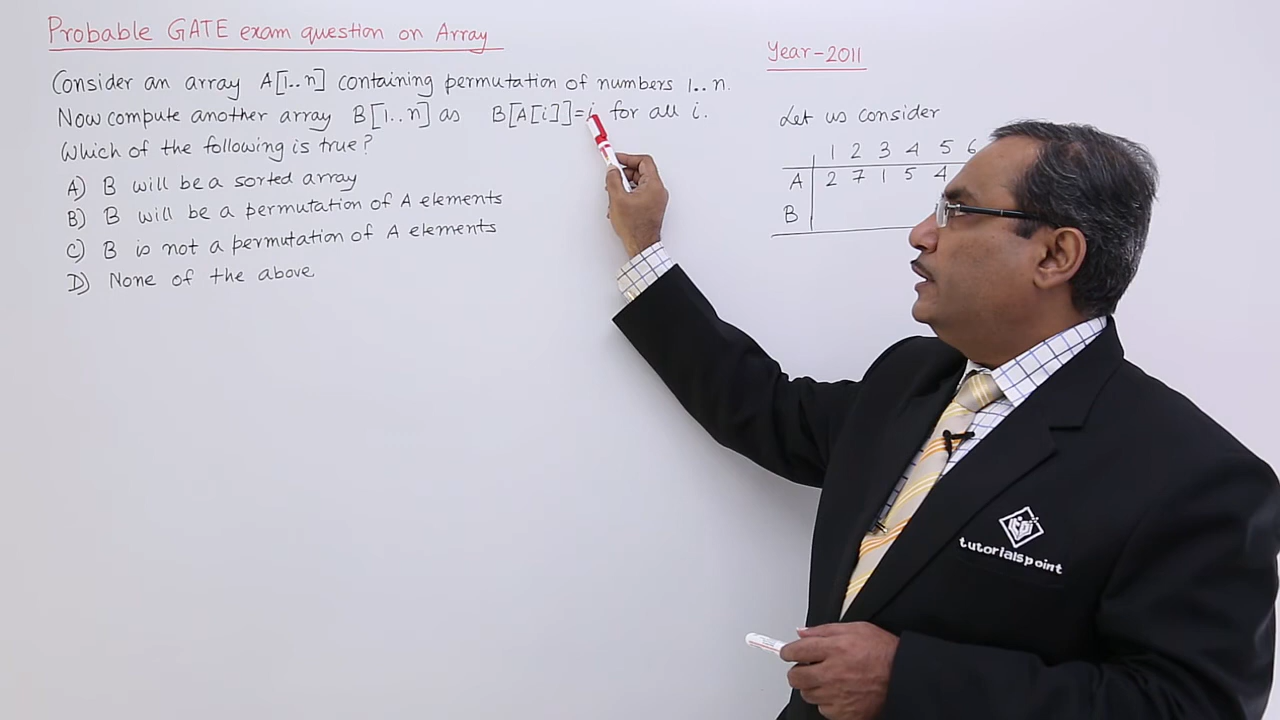 Probable GATE exam question on Array
Consider an array A[1..n] containing permutation of numbers 1..n.
Now compute another array B[1..n] as B[A[i]]=i for all i.
Which of the following is true?
A) B will be a sorted array
B) B will be a permutation of A elements
C) B is not a permutation of A elements
D) None of the above
Year-2011
Let us consider
1 2 3 4 5 6
A 2 7 1 5 4
B
tutorialspoint